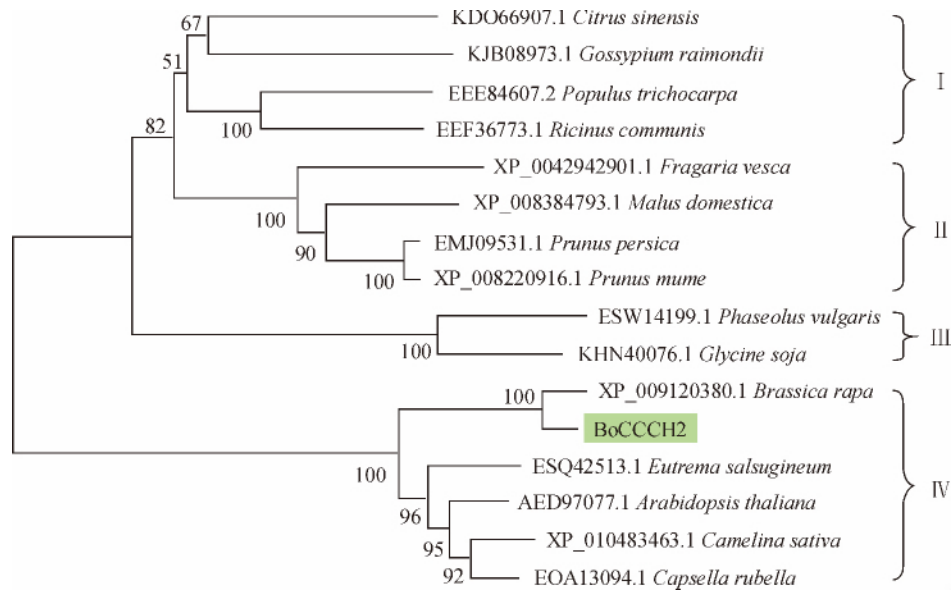 KDO66907.1 Citrus sinensis
67
KJB08973.1 Gossypium raimondii
51
I
EEE84607.2 Populus trichocarpa
82
100
EEF36773.1 Ricinus communis
XP_0042942901.1 Fragaria vesca
XP_008384793.1 Malus domestica
100
II
90
EMJ09531.1 Prunus persica
100
XP_008220916.1 Prunus mume
ESW14199.1 Phaseolus vulgaris
III
100
KHN40076.1 Glycine soja
XP_009120380.1 Brassica rapa
100
BoCCCH2
100
ESQ42513.1 Eutrema salsugineum
IV
96
AED97077.1 Arabidopsis thaliana
95
XP_010483463.1 Camelina sativa
92
EOA13094.1 Capsella rubella